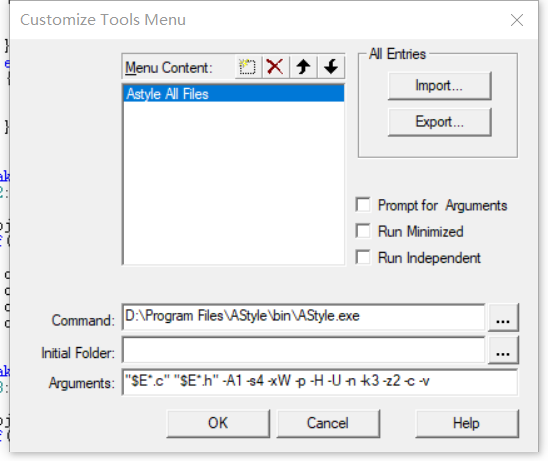 Customize Tools Menu
Menu Content:
All Entries
Import...
Export...
Astyle All Files
Prompt for Arguments
Run Minimized
Run Independent
Command:
D:\Program Files\AStyle\bin\AStyle.exe
...
Initial Folder:
...
Arguments:
"$E*.c" "$E*.h" -A1 -s4 -xW -p -H -U -n -k3 -z2 -c -v
OK
Cancel
Help